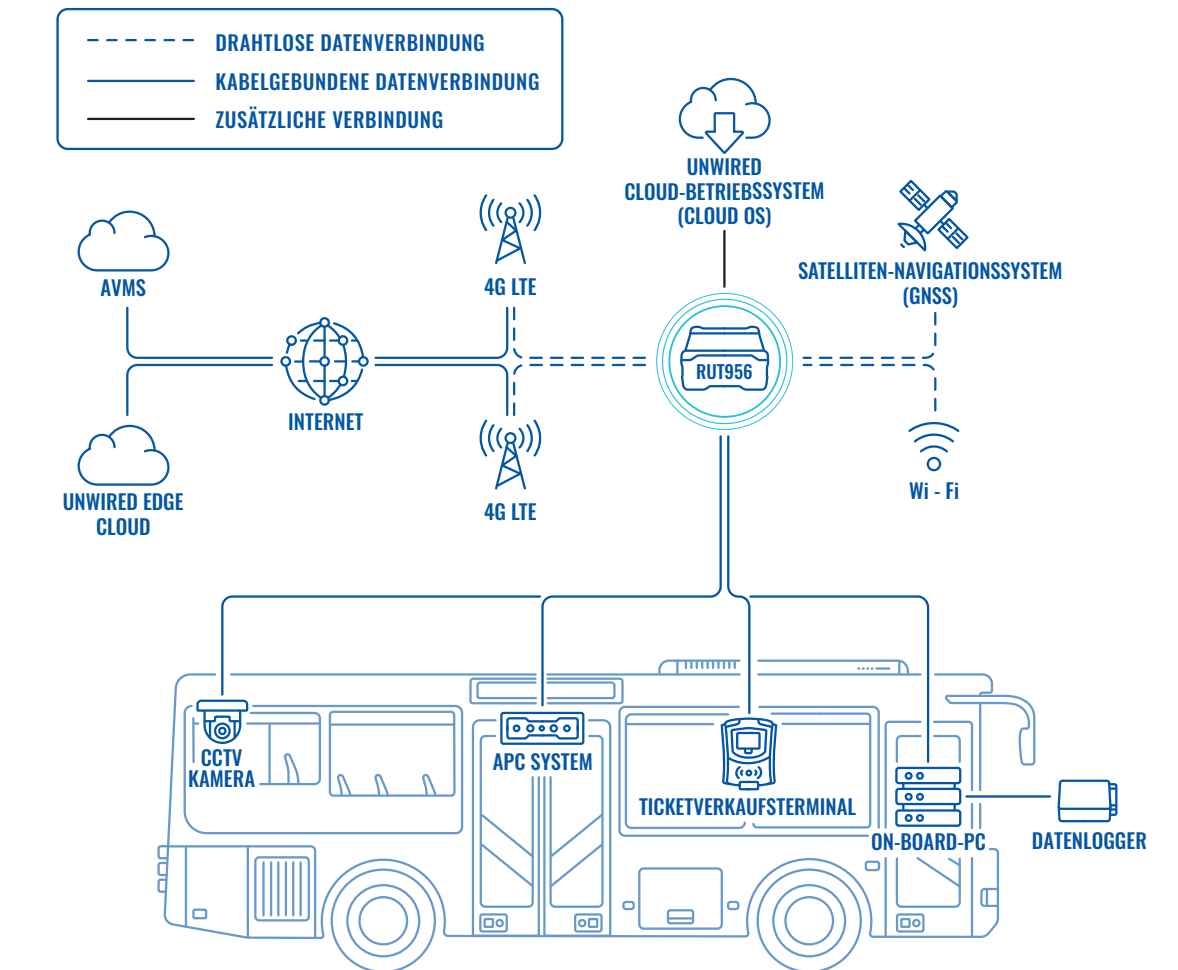 DRAHTLOSE DATENVERBINDUNG
KABELGEBUNDENE DATENVERBINDUNG
ZUSÄTZLICHE VERBINDUNG
UNWIRED
CLOUD-BETRIEBSSYSTEM
(CLOUD OS)
SATELLITEN-NAVIGATIONSSYSTEM
(GNSS)
AVMS
4G LTE
RUT956
INTERNET
UNWIRED EDGE
CLOUD
4G LTE
Wi - Fi
CCTV
KAMERA
APC SYSTEM
TICKETVERKAUFSTERMINAL
ON-BOARD-PC
DATENLOGGER